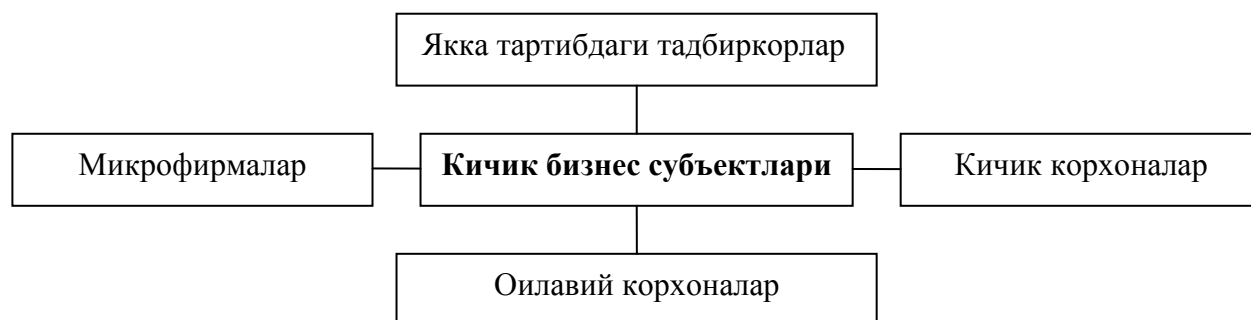 Якка тартибдаги тадбиркорлар
Микрофирмалар
Кичик бизнес субъектлари
Кичик корхоналар
Оилавий корхоналар